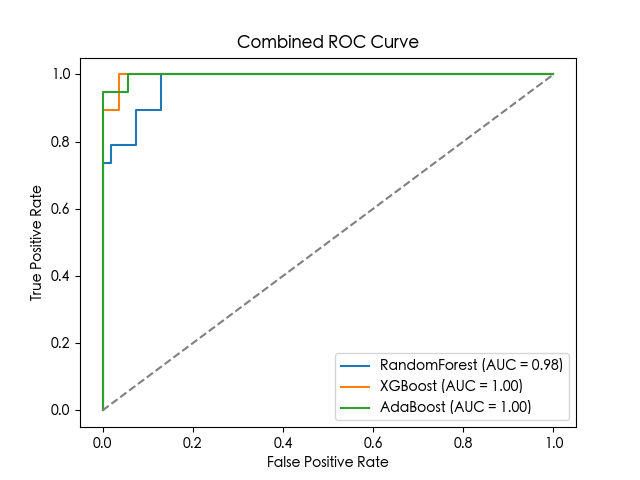 Combined ROC Curve
1.0
0.8
0.6
0.4
0.2
0.0
True Positive Rate
RandomForest (AUC = 0.98)
XGBoost (AUC = 1.00)
AdaBoost (AUC = 1.00)
0.0 0.2 0.4 0.6 0.8 1.0
False Positive Rate